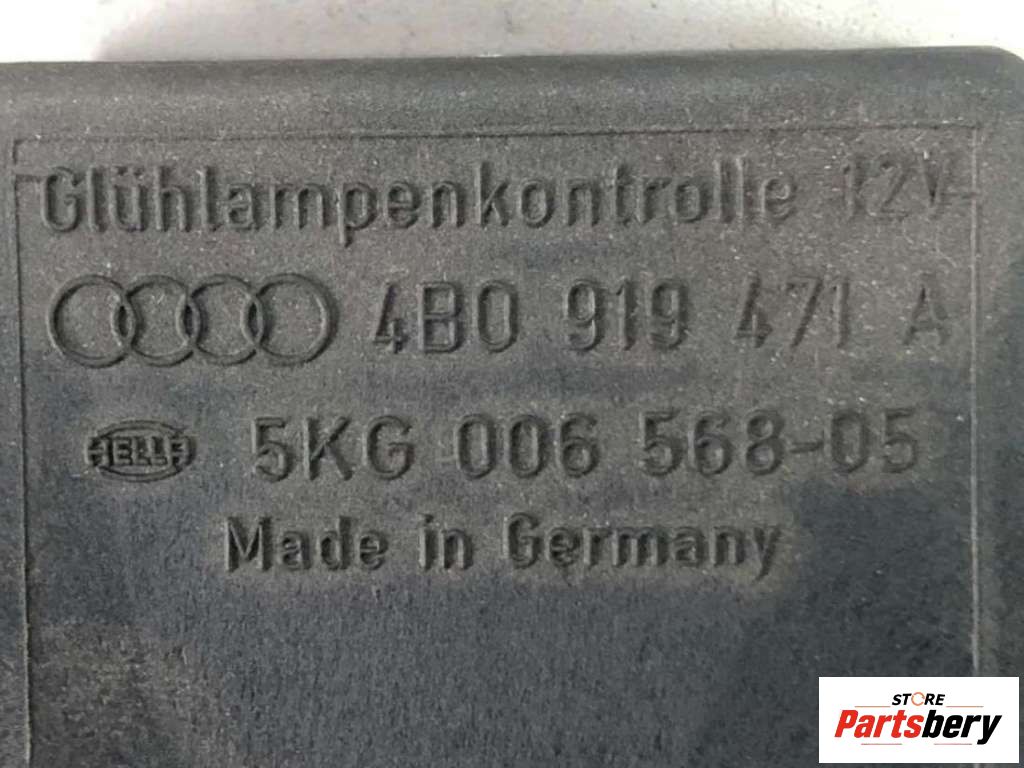 Glühlampenkontrolle 12V
4B0 919 471 A
HELLA 5KG 006 568-05
Made in Germany
STORE
Partsbery